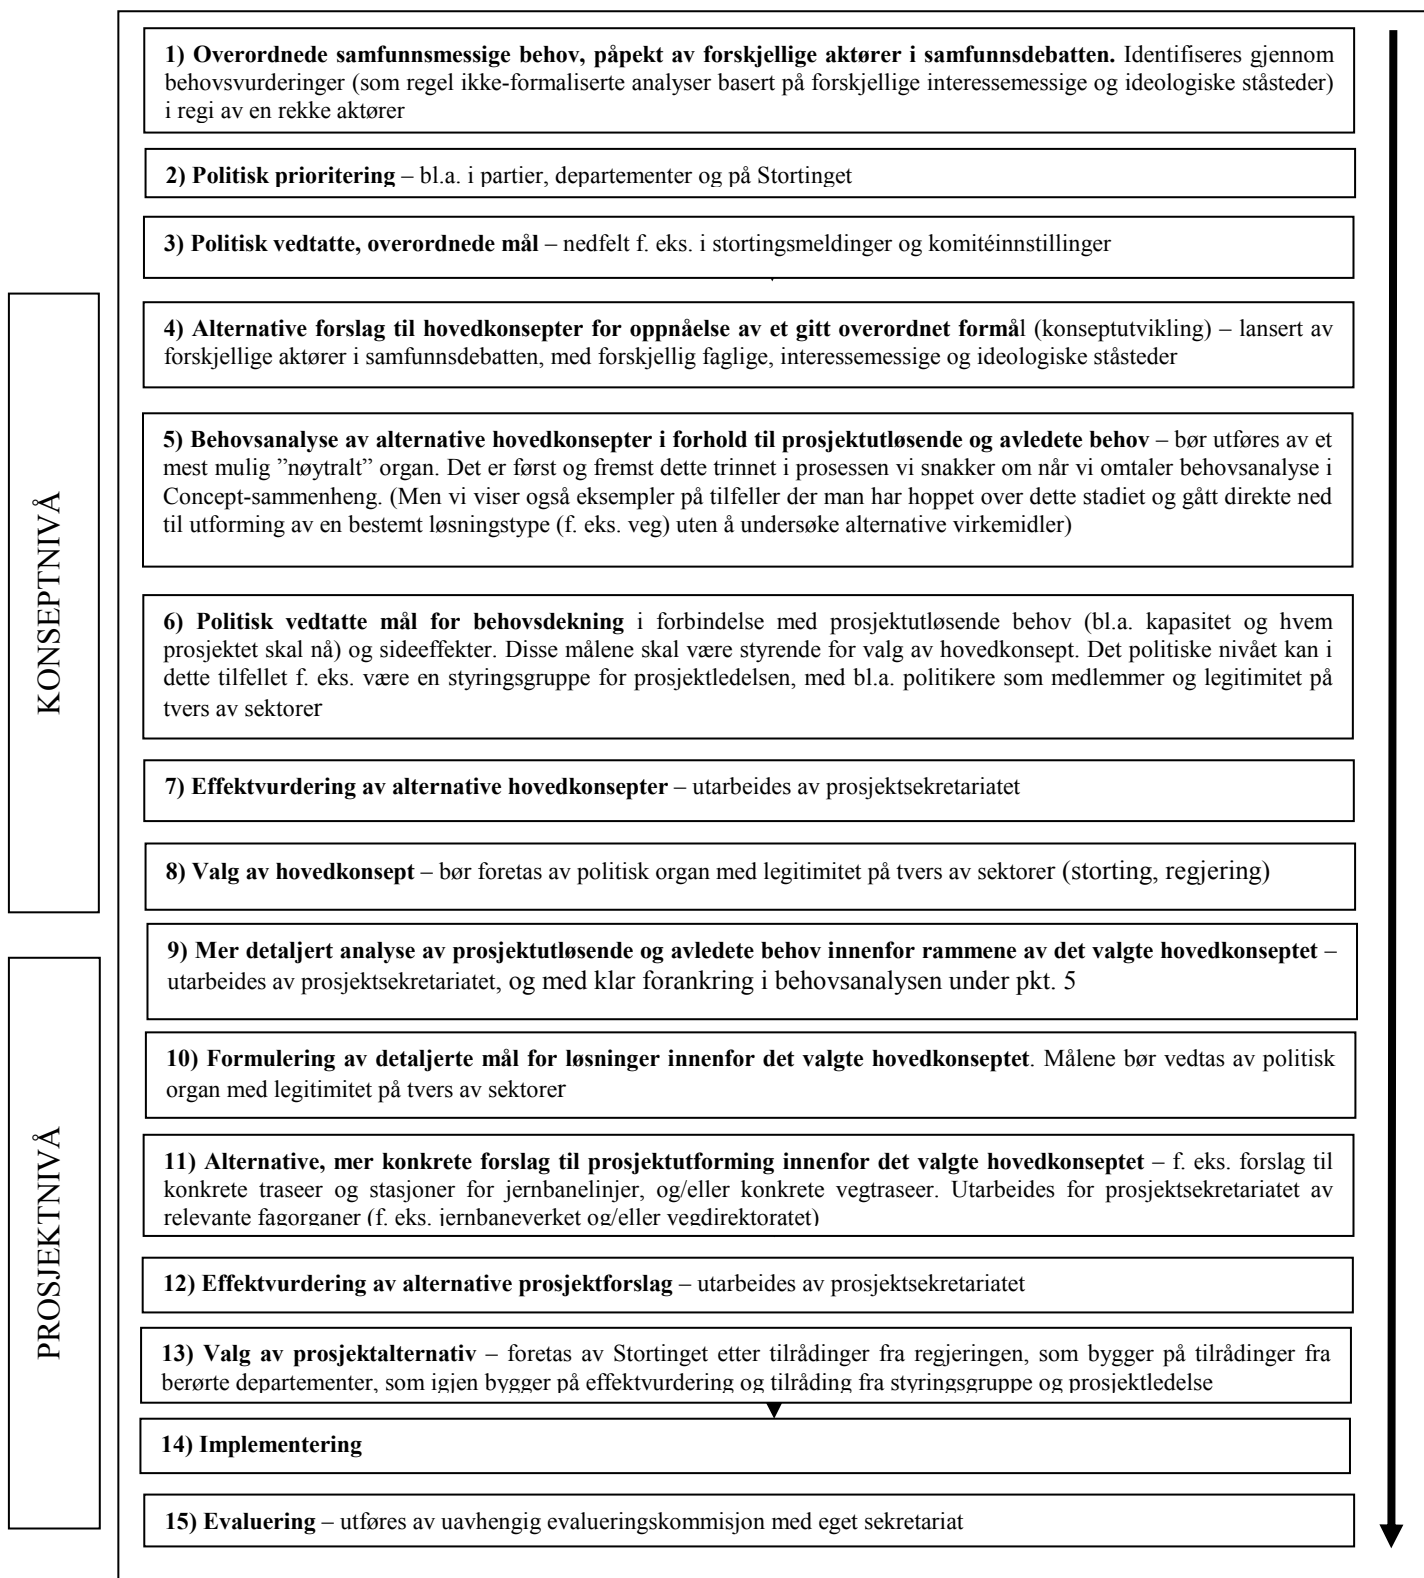 1) Overordnede samfunnsmessige behov, påpekt av forskjellige aktører i samfunnsdebatten. Identifiseres gjennom
behovsvurderinger (som regel ikke-formaliserte analyser basert på forskjellige interessemessige og ideologiske ståsteder)
i regi av en rekke aktører
2) Politisk prioritering – bl.a. i partier, departementer og på Stortinget
3) Politisk vedtatte, overordnede mål – nedfelt f. eks. i stortingsmeldinger og komitéinnstillinger
KONSEPTNIVÅ
4) Alternative forslag til hovedkonsepter for oppnåelse av et gitt overordnet formål (konseptutvikling) – lansert av
forskjellige aktører i samfunnsdebatten, med forskjellig faglige, interessemessige og ideologiske ståsteder
5) Behovsanalyse av alternative hovedkonsepter i forhold til prosjektutløsende og avledete behov – bør utføres av et
mest mulig ”nøytralt” organ. Det er først og fremst dette trinnet i prosessen vi snakker om når vi omtaler behovsanalyse i
Concept-sammenheng. (Men vi viser også eksempler på tilfeller der man har hoppet over dette stadiet og gått direkte ned
til utforming av en bestemt løsningstype (f. eks. veg) uten å undersøke alternative virkemidler)
6) Politisk vedtatte mål for behovsdekning i forbindelse med prosjektutløsende behov (bl.a. kapasitet og hvem
prosjektet skal nå) og sideeffekter. Disse målene skal være styrende for valg av hovedkonsept. Det politiske nivået kan i
dette tilfellet f. eks. være en styringsgruppe for prosjektledelsen, med bl.a. politikere som medlemmer og legitimitet på
tvers av sektorer
7) Effektvurdering av alternative hovedkonsepter – utarbeides av prosjektsekretariatet
8) Valg av hovedkonsept – bør foretas av politisk organ med legitimitet på tvers av sektorer (storting, regjering)
PROSJEKTNIVÅ
9) Mer detaljert analyse av prosjektutløsende og avledete behov innenfor rammene av det valgte hovedkonseptet –
utarbeides av prosjektsekretariatet, og med klar forankring i behovsanalysen under pkt. 5
10) Formulering av detaljerte mål for løsninger innenfor det valgte hovedkonseptet. Målene bør vedtas av politisk
organ med legitimitet på tvers av sektorer
11) Alternative, mer konkrete forslag til prosjektutforming innenfor det valgte hovedkonseptet – f. eks. forslag til
konkrete traseer og stasjoner for jernbanelinjer, og/eller konkrete vegtraseer. Utarbeides for prosjektsekretariatet av
relevante fagorganer (f. eks. jernbaneverket og/eller vegdirektoratet)
12) Effektvurdering av alternative prosjektforslag – utarbeides av prosjektsekretariatet
13) Valg av prosjektalternativ – foretas av Stortinget etter tilrådinger fra regjeringen, som bygger på tilrådinger fra
berørte departementer, som igjen bygger på effektvurdering og tilråding fra styringsgruppe og prosjektledelse
14) Implementering
15) Evaluering – utføres av uavhengig evalueringskommisjon med eget sekretariat